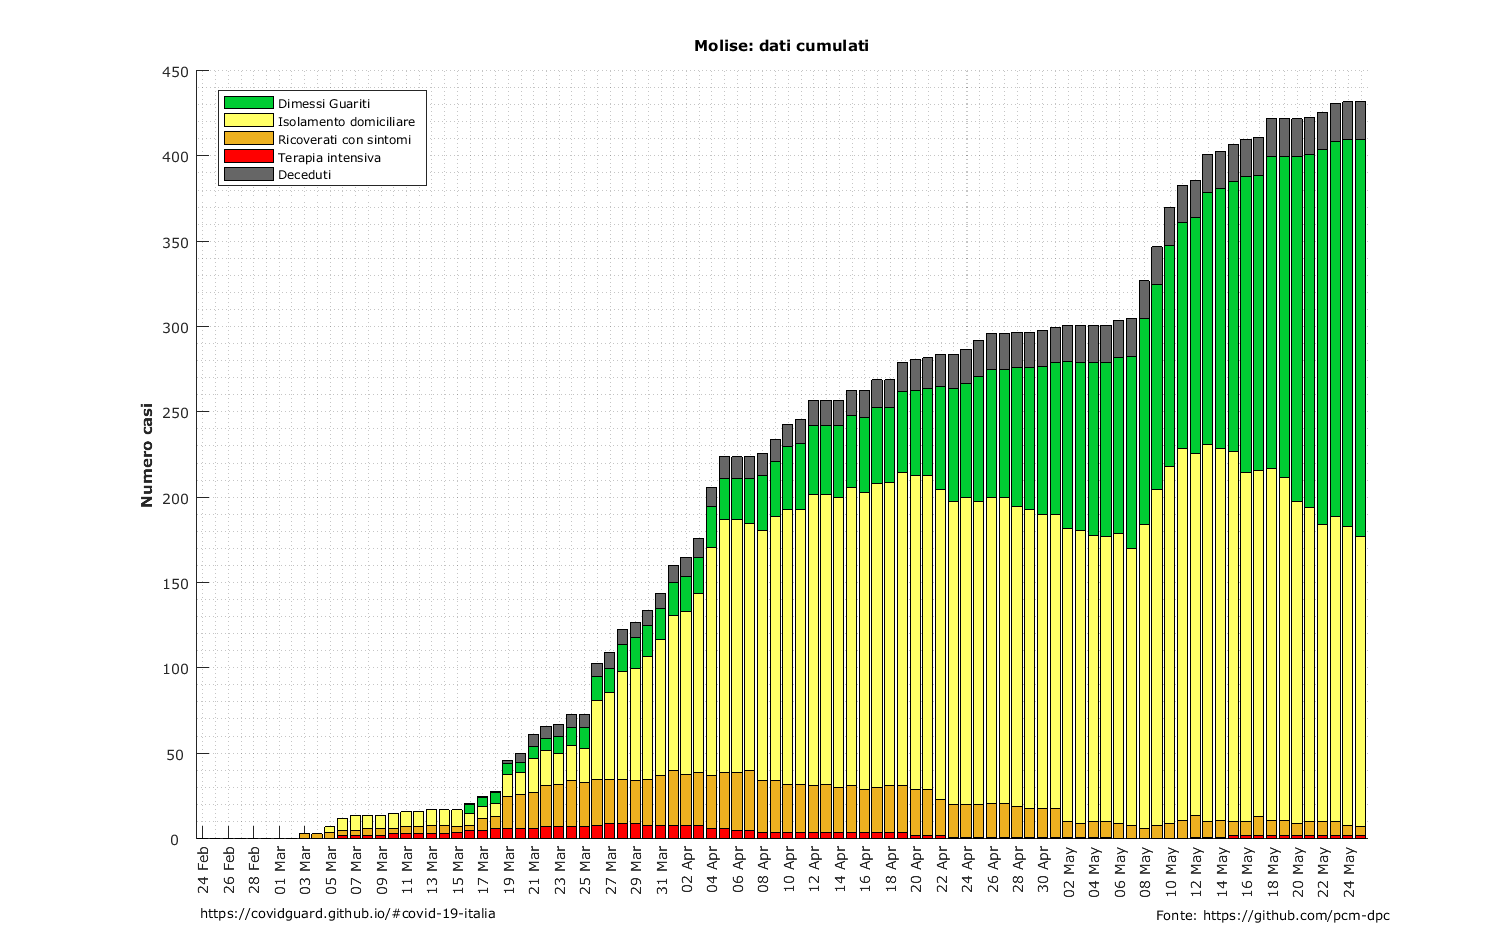 Molise: dati cumulati
450
400
350
300
250
200
150
100
50
0
Numero casi
Dimessi Guariti
Isolamento domiciliare
Ricoverati con sintomi
Terapia intensiva
Deceduti
24 Feb
26 Feb
28 Feb
01 Mar
03 Mar
05 Mar
07 Mar
09 Mar
11 Mar
13 Mar
15 Mar
17 Mar
19 Mar
21 Mar
23 Mar
25 Mar
27 Mar
29 Mar
31 Mar
02 Apr
04 Apr
06 Apr
08 Apr
10 Apr
12 Apr
14 Apr
16 Apr
18 Apr
20 Apr
22 Apr
24 Apr
26 Apr
28 Apr
30 Apr
02 May
04 May
06 May
08 May
10 May
12 May
14 May
16 May
18 May
20 May
22 May
24 May
https://covidguard.github.io/#covid-19-italia
Fonte: https://github.com/pcm-dpc